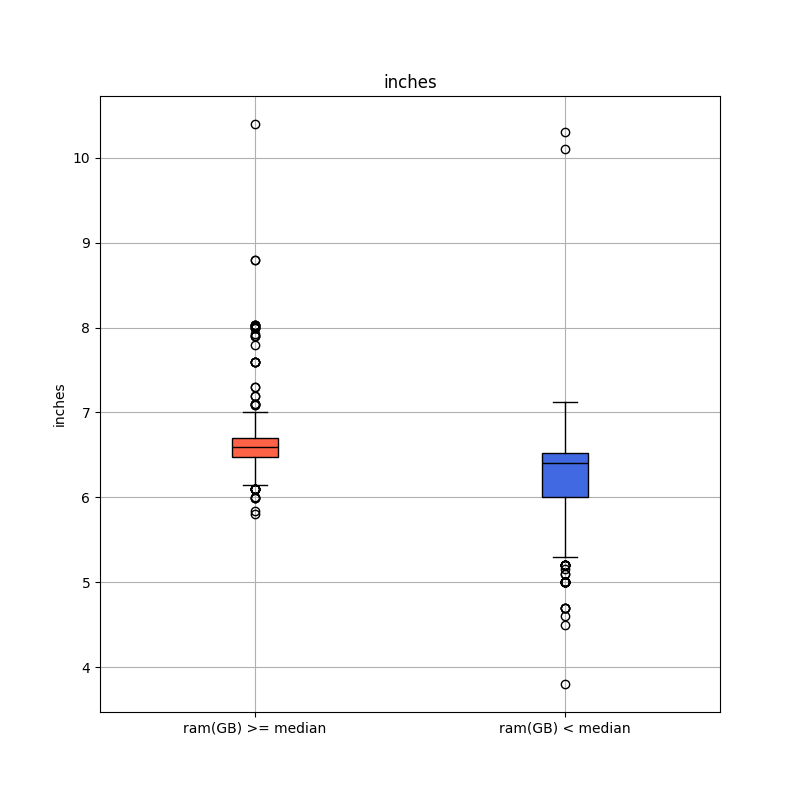 inches
10
9
8
7
6
5
4
inches
ram(GB) >= median
ram(GB) < median